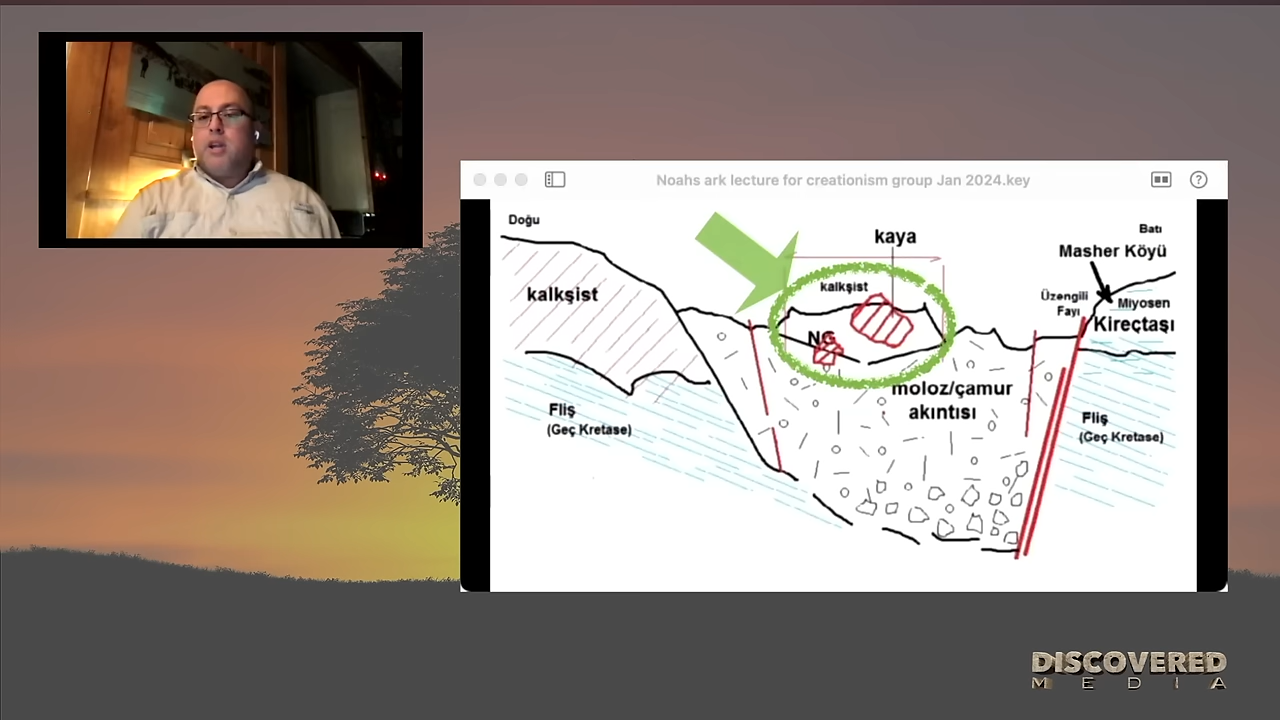 Noahs ark lecture for creationism group Jan 2024.key
Doğu
Batı
kaya
Masher Köyü
kalkşist
kalkşist
Üzengili
Fayı
Miyosen
Kireçtaşı
NG
moloz/çamur
akıntısı
Fliş
(Geç Kretase)
Fliş
(Geç Kretase)
DISCOVERED
MEDIA